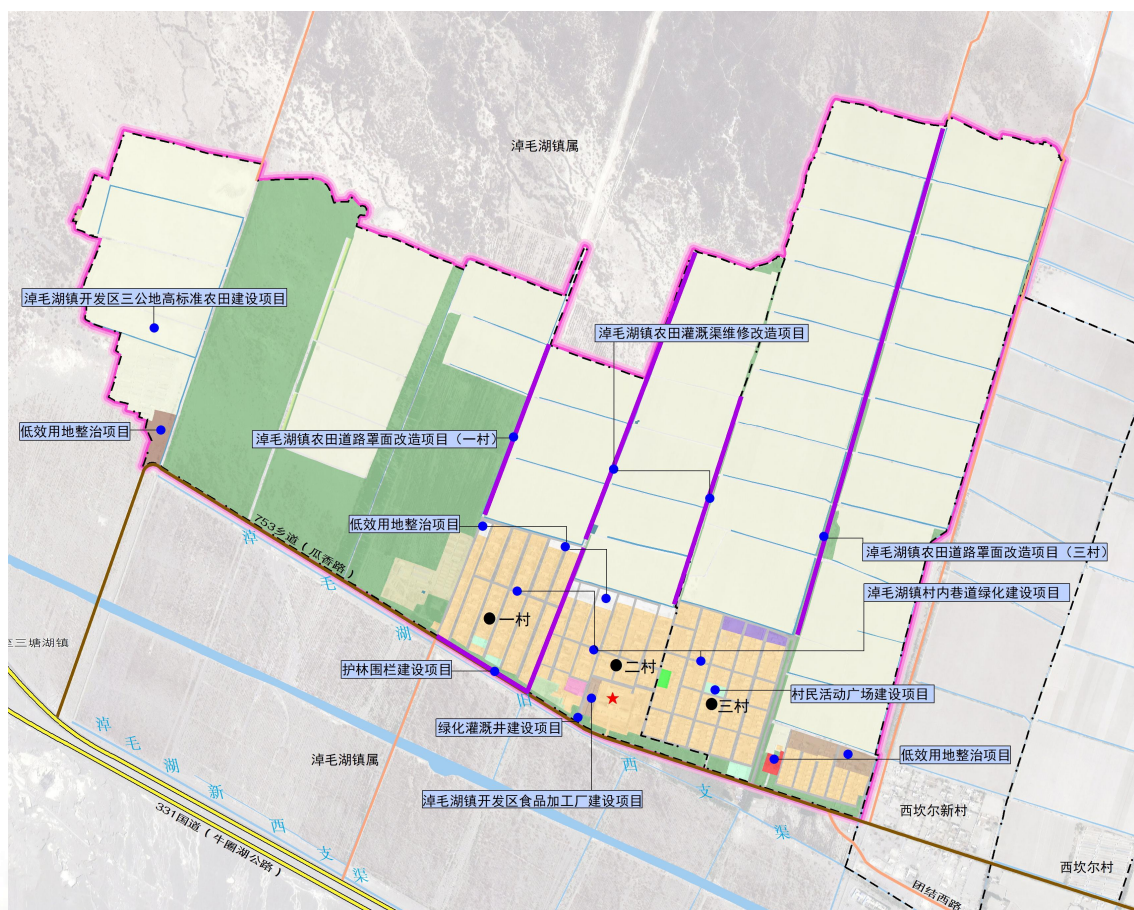 淖毛湖镇属
淖毛湖镇开发区三公地高标准农田建设项目
淖毛湖镇农田灌溉渠维修改造项目
低效用地整治项目
淖毛湖镇农田道路罩面改造项目（一村）
753乡道（瓜香路）
低效用地整治项目
淖毛湖镇农田道路罩面改造项目（三村）
淖毛湖镇村内巷道绿化建设项目
淖毛湖旧西支渠
一村
二村
三村
至三塘湖镇
护林围栏建设项目
村民活动广场建设项目
绿化灌溉井建设项目
低效用地整治项目
淖毛湖镇属
淖毛湖镇开发区食品加工厂建设项目
淖毛湖新西支渠
331国道（牛圈湖公路）
西坎尔新村
西坎尔村
团结西路